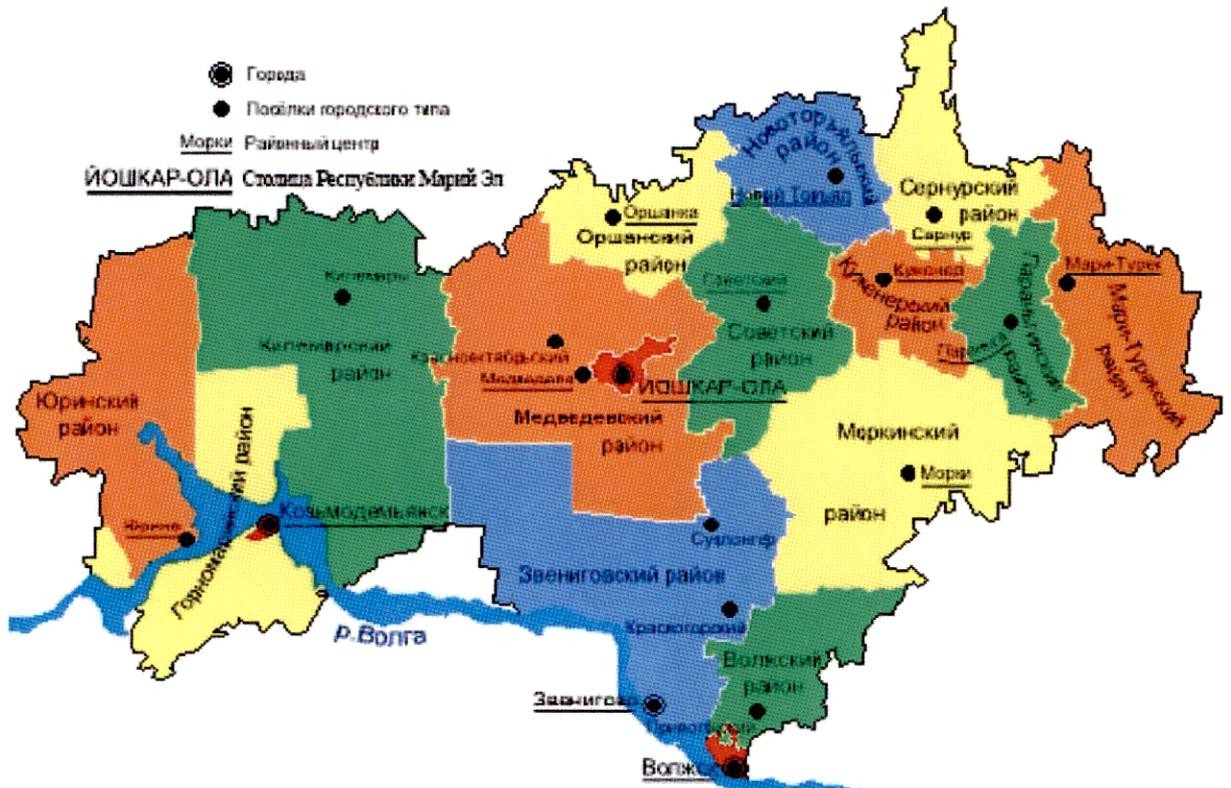 Города
Посёлки городского типа
Морки Районный центр
ЙОШКАР-ОЛА Столица Республики Марий Эл
Новоторъяльский
район
Новый Торъял
Сернурский
район
Сернур
Оршанка
Оршанский
район
Советский
Советский
район
Куженер
Куженерский
район
Мари-Турек
Мари-Турекский
район
Параньгинский
район
Килемары
Килемарский
район
Краснооктябрьский
Медведево
ЙОШКАР-ОЛА
Медведевский
район
Юринский
район
Юрино
Горномарийский район
Козьмодемьянск
Моркинский
район
Морки
Суслонгер
Звениговский район
Красногорский
р.Волга
Волжский
район
Звенигово
Приволжский
Волжск